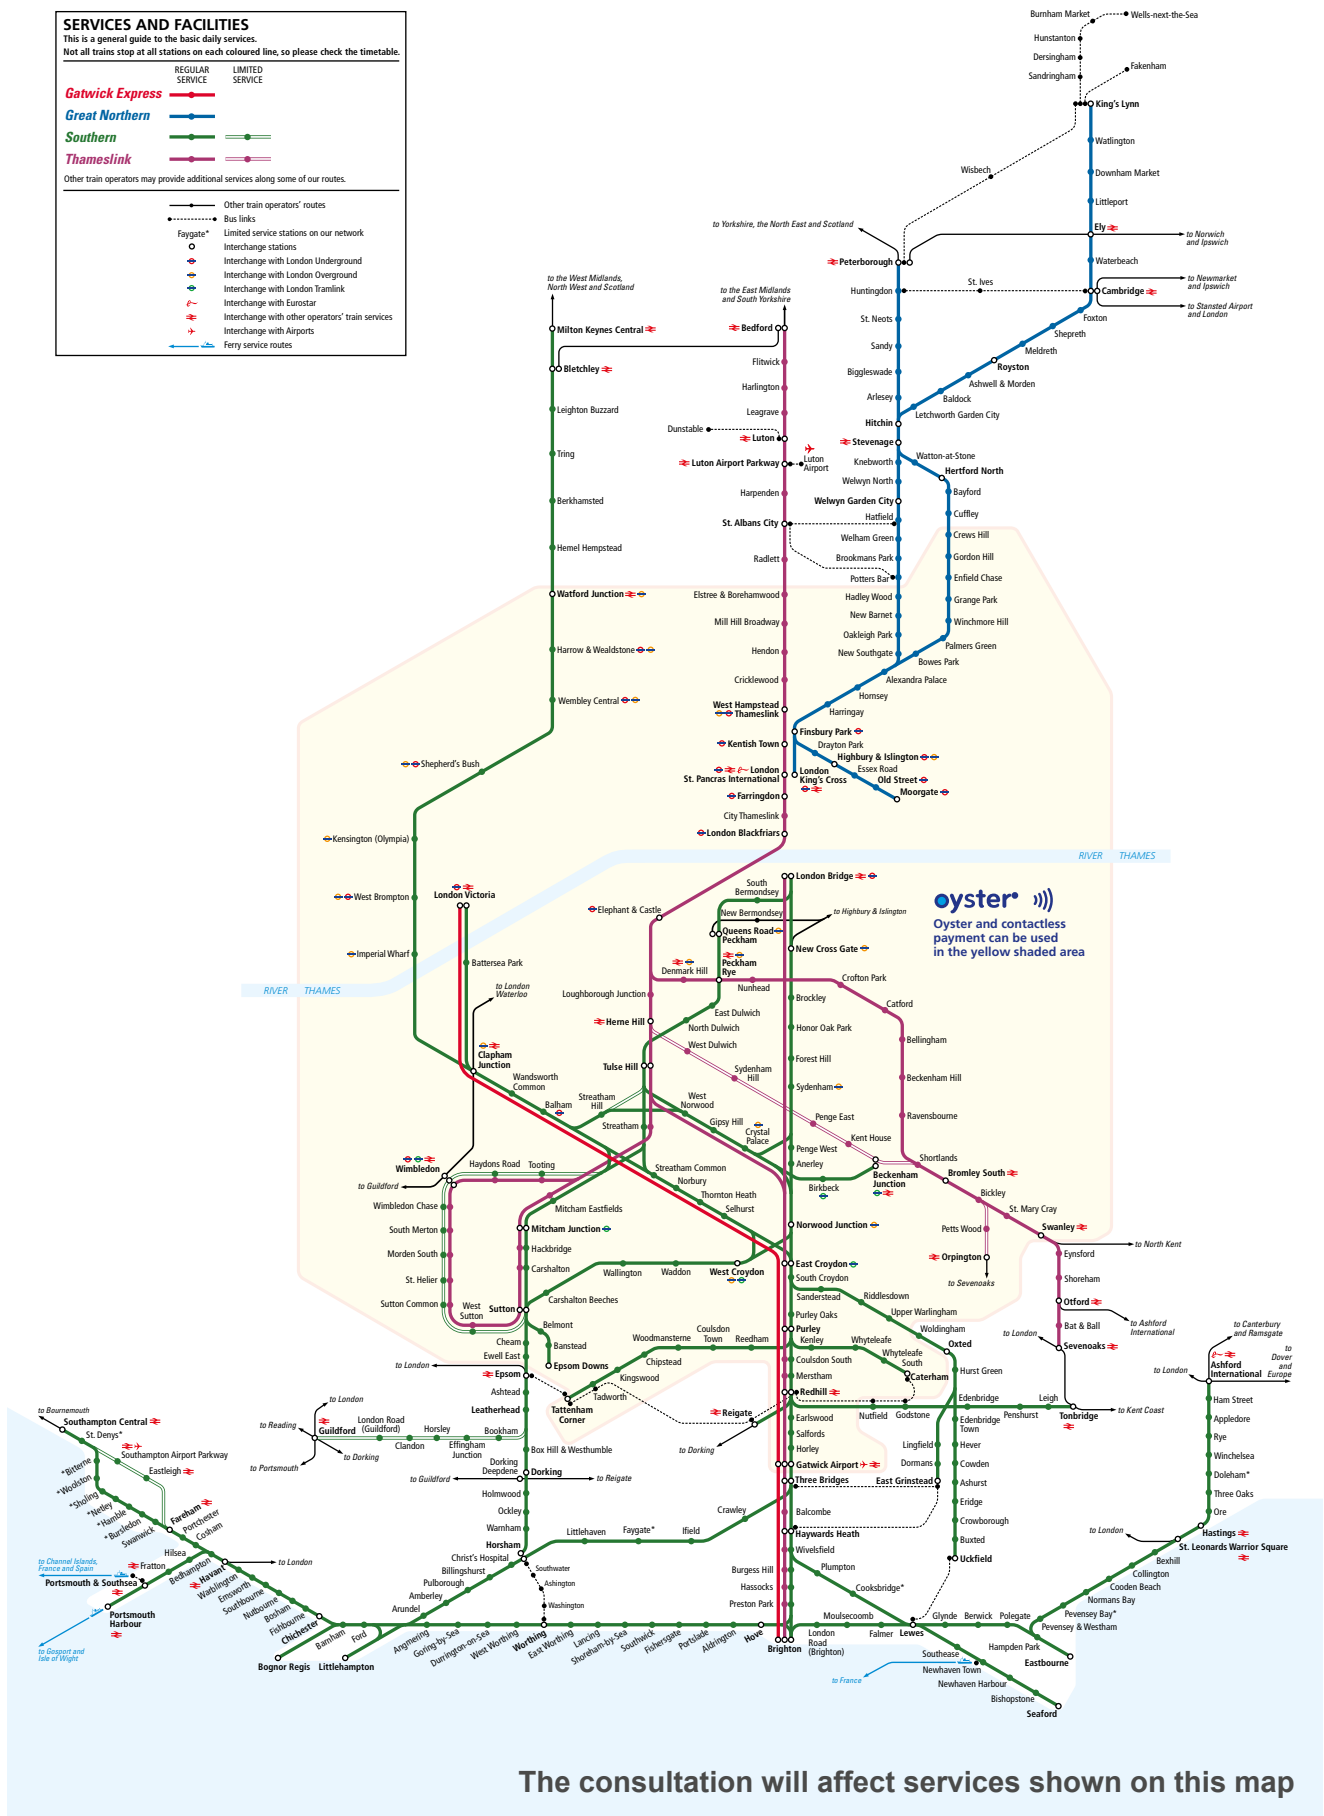 SERVICES AND FACILITIES
This is a general guide to the basic daily services.
Not all trains stop at all stations on each coloured line, so please check the timetable.
REGULAR SERVICE
LIMITED SERVICE
Gatwick Express
Great Northern
Southern
Thameslink
Other train operators may provide additional services along some of our routes.
Other train operators' routes
Bus links
Faygate* Limited service stations on our network
Interchange stations
Interchange with London Underground
Interchange with London Overground
Interchange with London Tramlink
Interchange with Eurostar
Interchange with other operators' train services
Interchange with Airports
Ferry service routes
Burnham Market
Wells-next-the-Sea
Hunstanton
Dersingham
Sandringham
Fakenham
King's Lynn
Watlington
Wisbech
Downham Market
Littleport
to Yorkshire, the North East and Scotland
Ely
to Norwich
and Ipswich
Peterborough
Waterbeach
Huntingdon
St. Ives
Cambridge
to Newmarket
and Ipswich
to Stansted Airport
and London
Foxton
Shepreth
Meldreth
Royston
Ashwell & Morden
Baldock
Letchworth Garden City
St. Neots
Sandy
Biggleswade
Arlesey
Hitchin
Stevenage
Knebworth
Welwyn North
Welwyn Garden City
Hatfield
Welham Green
Brookmans Park
Potters Bar
Hadley Wood
New Barnet
Oakleigh Park
New Southgate
Watton-at-Stone
Hertford North
Bayford
Cuffley
Crews Hill
Gordon Hill
Enfield Chase
Grange Park
Winchmore Hill
Palmers Green
Bowes Park
Alexandra Palace
Hornsey
Harringay
Finsbury Park
Drayton Park
Highbury & Islington
Essex Road
Old Street
Moorgate
London
King's Cross
to the West Midlands,
North West and Scotland
Milton Keynes Central
Bletchley
Leighton Buzzard
Tring
Berkhamsted
Hemel Hempstead
Watford Junction
Harrow & Wealdstone
Wembley Central
Shepherd's Bush
Kensington (Olympia)
West Brompton
Imperial Wharf
to the East Midlands
and South Yorkshire
Bedford
Flitwick
Harlington
Leagrave
Dunstable
Luton
Luton Airport Parkway
Luton
Airport
Harpenden
St. Albans City
Radlett
Elstree & Borehamwood
Mill Hill Broadway
Hendon
Cricklewood
West Hampstead
Thameslink
Kentish Town
London
St. Pancras International
Farringdon
City Thameslink
London Blackfriars
RIVER THAMES
RIVER THAMES
oyster
Oyster and contactless
payment can be used
in the yellow shaded area
London Victoria
Battersea Park
to London
Waterloo
Clapham
Junction
Wandsworth
Common
Balham
Elephant & Castle
London Bridge
South
Bermondsey
New Bermondsey
to Highbury & Islington
Queens Road
Peckham
New Cross Gate
Peckham
Rye
Denmark Hill
Nunhead
Crofton Park
Catford
Bellingham
Beckenham Hill
Ravensbourne
Loughborough Junction
Herne Hill
East Dulwich
North Dulwich
West Dulwich
Tulse Hill
Sydenham
Hill
Penge East
Kent House
Brockley
Honor Oak Park
Forest Hill
Sydenham
Penge West
Anerley
Streatham
Hill
West
Norwood
Gipsy Hill
Crystal
Palace
Streatham
Birkbeck
Beckenham
Junction
Shortlands
Bromley South
Bickley
St. Mary Cray
Petts Wood
Swanley
Orpington
to Sevenoaks
to North Kent
Eynsford
Shoreham
Otford
to Ashford
International
Bat & Ball
Sevenoaks
to London
Wimbledon
to Guildford
Haydons Road
Tooting
Wimbledon Chase
South Merton
Morden South
St. Helier
Sutton Common
West
Sutton
Streatham Common
Norbury
Thornton Heath
Selhurst
Mitcham Eastfields
Mitcham Junction
Hackbridge
Carshalton
Sutton
Carshalton Beeches
Wallington
Waddon
West Croydon
Norwood Junction
East Croydon
South Croydon
Sanderstead
Riddlesdown
Upper Warlingham
Woldingham
Oxted
Purley Oaks
Purley
Kenley
Whyteleafe
Whyteleafe
South
Caterham
Belmont
Banstead
Epsom Downs
Cheam
Ewell East
to London
Epsom
Ashtead
Leatherhead
Woodmansterne
Coulsdon
Town
Reedham
Chipstead
Kingswood
Tadworth
Tattenham
Corner
Coulsdon South
Merstham
Redhill
Reigate
to Dorking
Nutfield
Godstone
Edenbridge
Penshurst
Leigh
Tonbridge
to Kent Coast
Hurst Green
Edenbridge
Town
Hever
Cowden
Ashurst
Eridge
Crowborough
Buxted
Uckfield
Lingfield
Dormans
East Grinstead
Earlswood
Salfords
Horley
Gatwick Airport
Three Bridges
Balcombe
Haywards Heath
Wivelsfield
Burgess Hill
Hassocks
Preston Park
Brighton
Plumpton
Cooksbridge*
London
Road
(Brighton)
Moulsecoomb
Falmer
Lewes
Glynde
Berwick
Polegate
Southease
Newhaven Town
Newhaven Harbour
Bishopstone
Seaford
to France
Hampden Park
Eastbourne
Pevensey & Westham
Pevensey Bay*
Normans Bay
Cooden Beach
Collington
Bexhill
St. Leonards Warrior Square
to London
Hastings
Ore
Three Oaks
Doleham*
Winchelsea
Rye
Appledore
Ham Street
Ashford
International
to London
to Canterbury
and Ramsgate
to
Dover
and
Europe
to London
to Reading
Guildford
to Portsmouth
to Dorking
London Road
(Guildford)
Clandon
Horsley
Effingham
Junction
Bookham
Box Hill & Westhumble
Dorking
Deepdene
Dorking
to Guildford
to Reigate
Holmwood
Ockley
Warnham
Horsham
Littlehaven
Faygate*
Ifield
Crawley
Christ's Hospital
Billingshurst
Pulborough
Amberley
Arundel
Southwater
Ashington
Washington
to Bournemouth
Southampton Central
St. Denys*
Southampton Airport Parkway
Eastleigh
*Bitterne
*Woolston
*Sholing
*Netley
*Hamble
*Bursledon
Swanwick
Fareham
Portchester
Cosham
Hilsea
Fratton
Portsmouth & Southsea
Portsmouth
Harbour
to Channel Islands,
France and Spain
to Gosport and
Isle of Wight
Bedhampton
Havant
to London
Warblington
Emsworth
Southbourne
Nutbourne
Bosham
Fishbourne
Chichester
Barnham
Ford
Bognor Regis
Littlehampton
Angmering
Goring-by-Sea
Durrington-on-Sea
West Worthing
Worthing
East Worthing
Lancing
Shoreham-by-Sea
Southwick
Fishersgate
Portslade
Aldrington
Hove
The consultation will affect services shown on this map